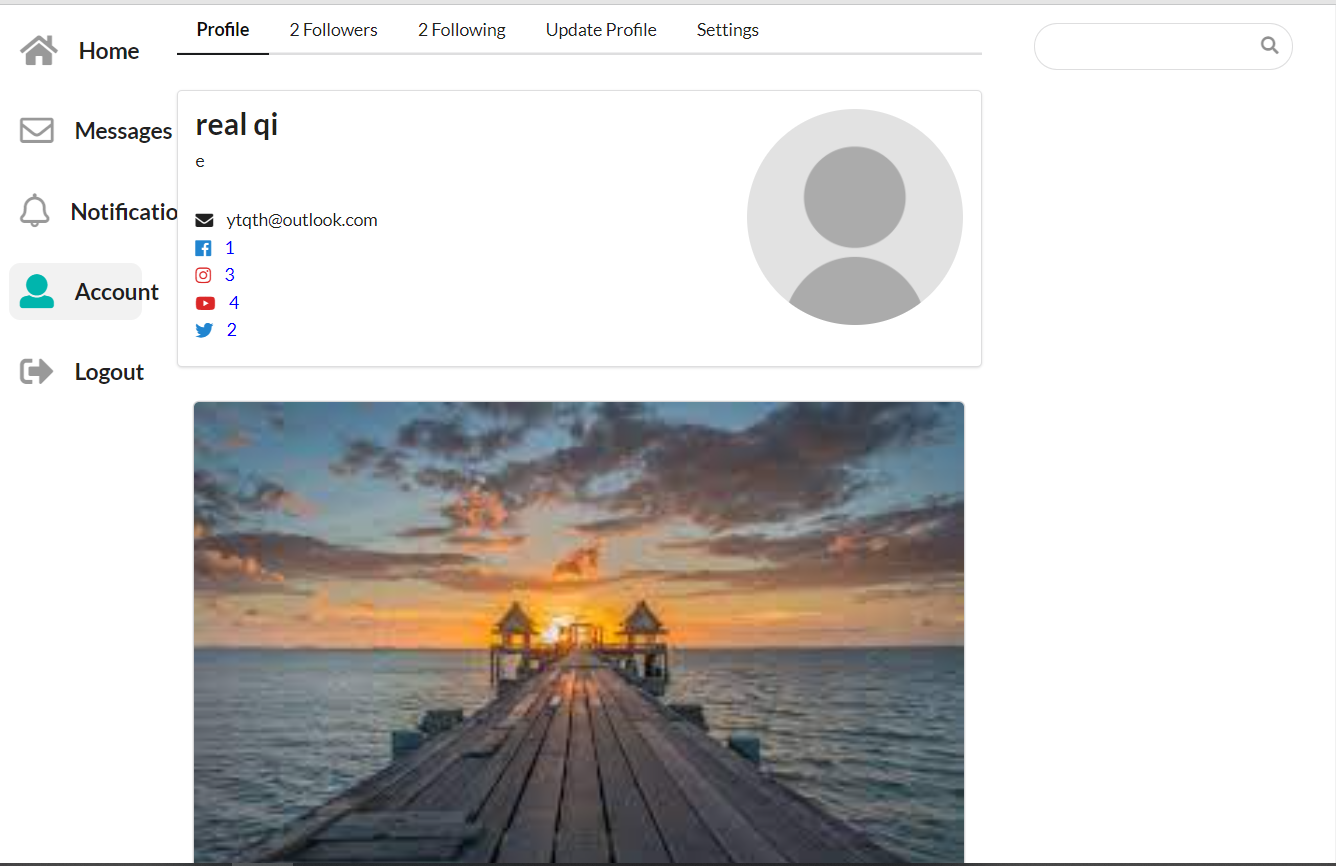 Profile 2 Followers 2 Following Update Profile Settings
Home
Messages
Notificatio
Account
Logout
real qi
e
ytqth@outlook.com
1
3
4
2